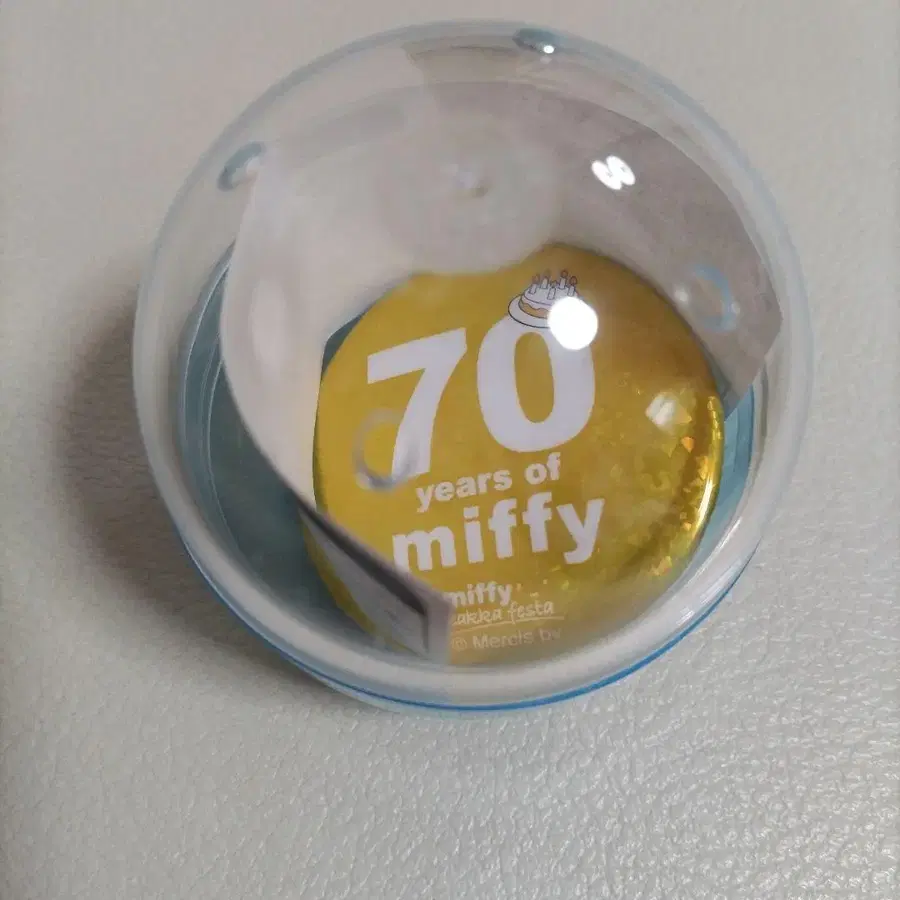 70
years of
miffy
miffy
zakka festa
© Mercis bv